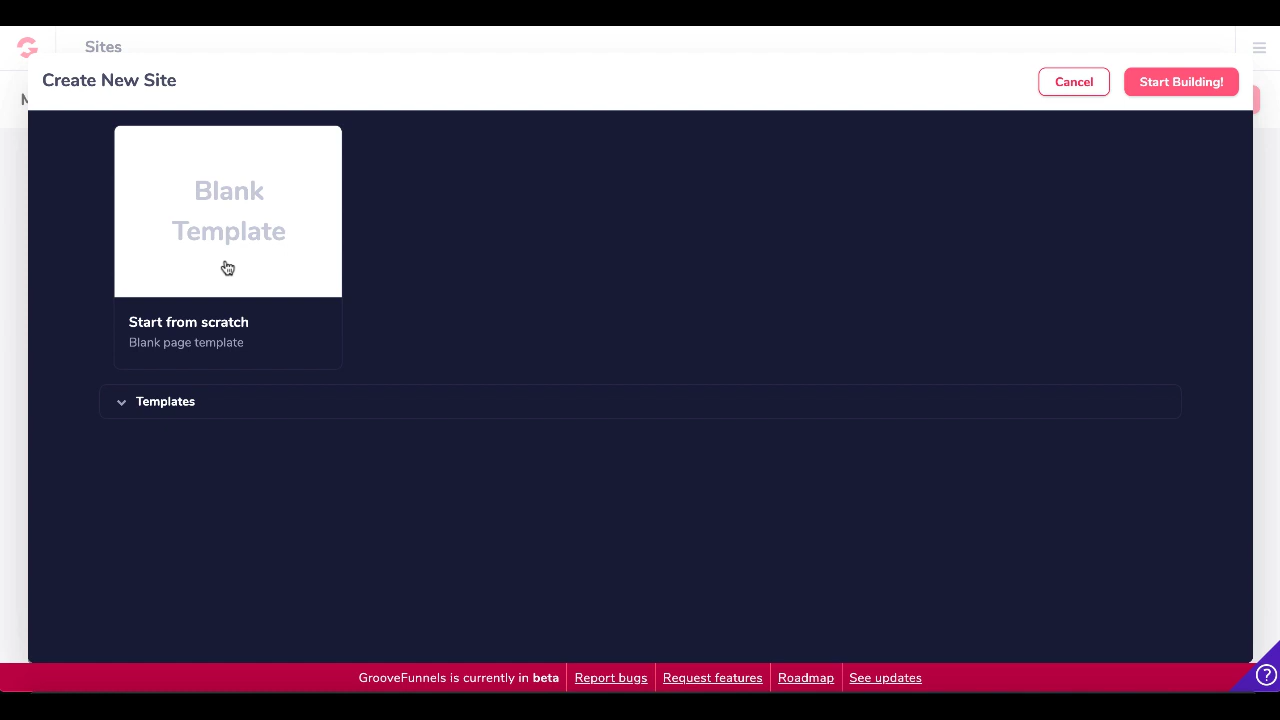 Sites
Create New Site
Cancel
Start Building!
M
Blank
Template
Start from scratch
Blank page template
Templates
GrooveFunnels is currently in beta
Report bugs
Request features
Roadmap
See updates
?